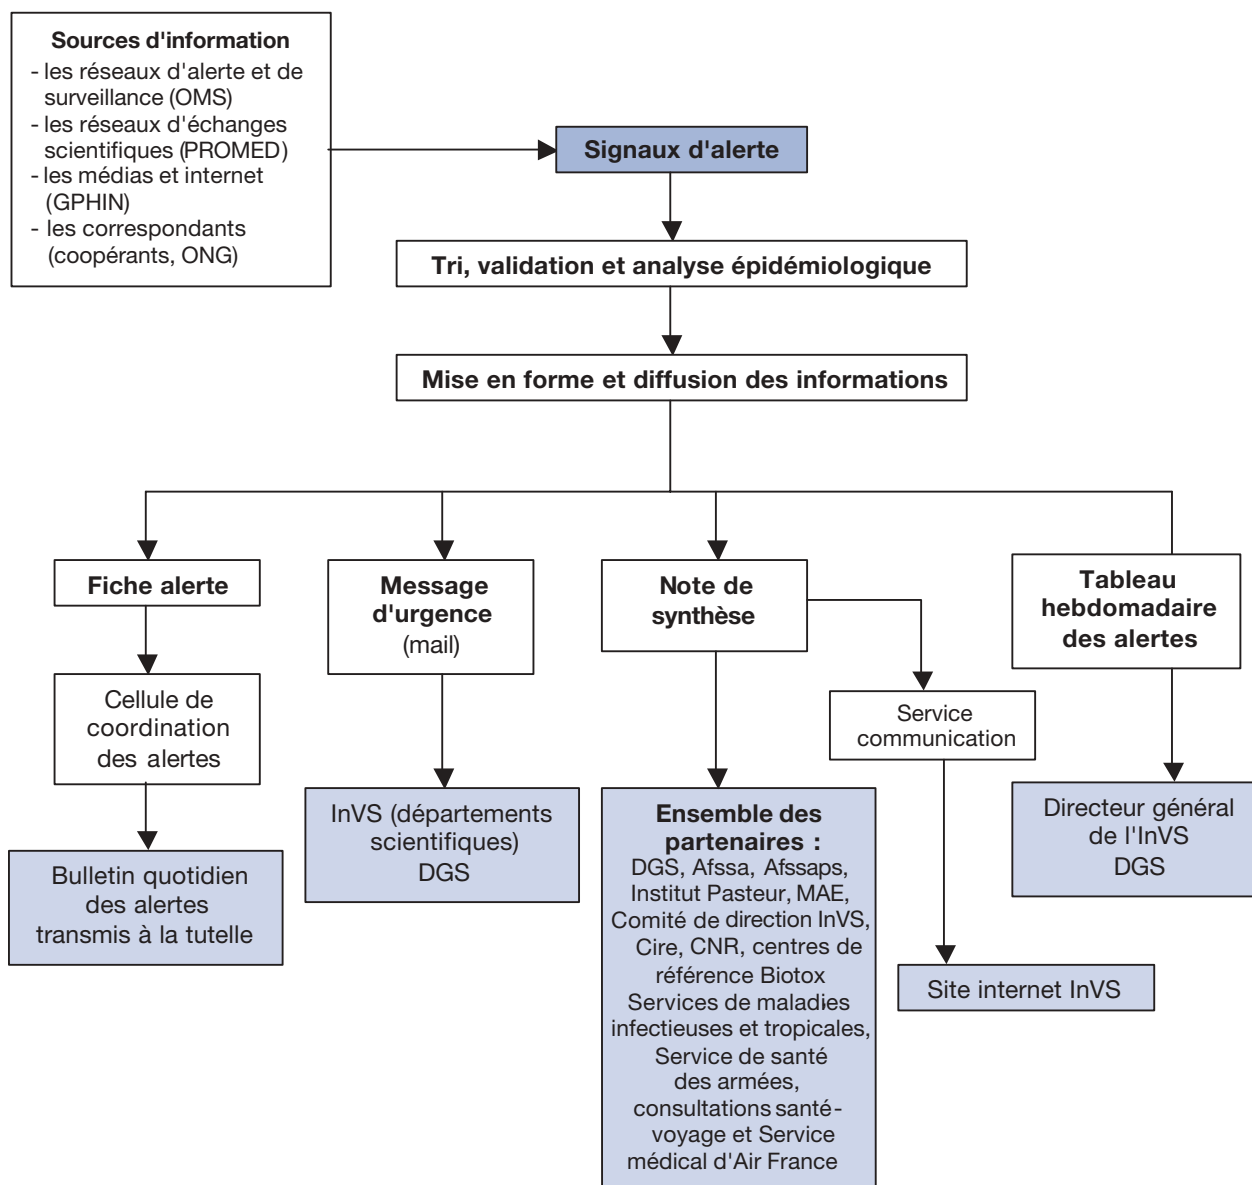 Sources d'information
- les réseaux d'alerte et de
surveillance (OMS)
- les réseaux d'échanges
scientifiques (PROMED)
- les médias et internet
(GPHIN)
- les correspondants
(coopérants, ONG)
Signaux d'alerte
Tri, validation et analyse épidémiologique
Mise en forme et diffusion des informations
Fiche alerte
Cellule de
coordination
des alertes
Bulletin quotidien
des alertes
transmis à la tutelle
Message
d'urgence
(mail)
InVS (départements
scientifiques)
DGS
Note de
synthèse
Ensemble des
partenaires :
DGS, Afssa, Afssaps,
Institut Pasteur, MAE,
Comité de direction InVS,
Cire, CNR, centres de
référence Biotox
Services de maladies
infectieuses et tropicales,
Service de santé
des armées,
consultations santé-
voyage et Service
médical d'Air France
Service
communication
Site internet InVS
Tableau
hebdomadaire
des alertes
Directeur général
de l'InVS
DGS